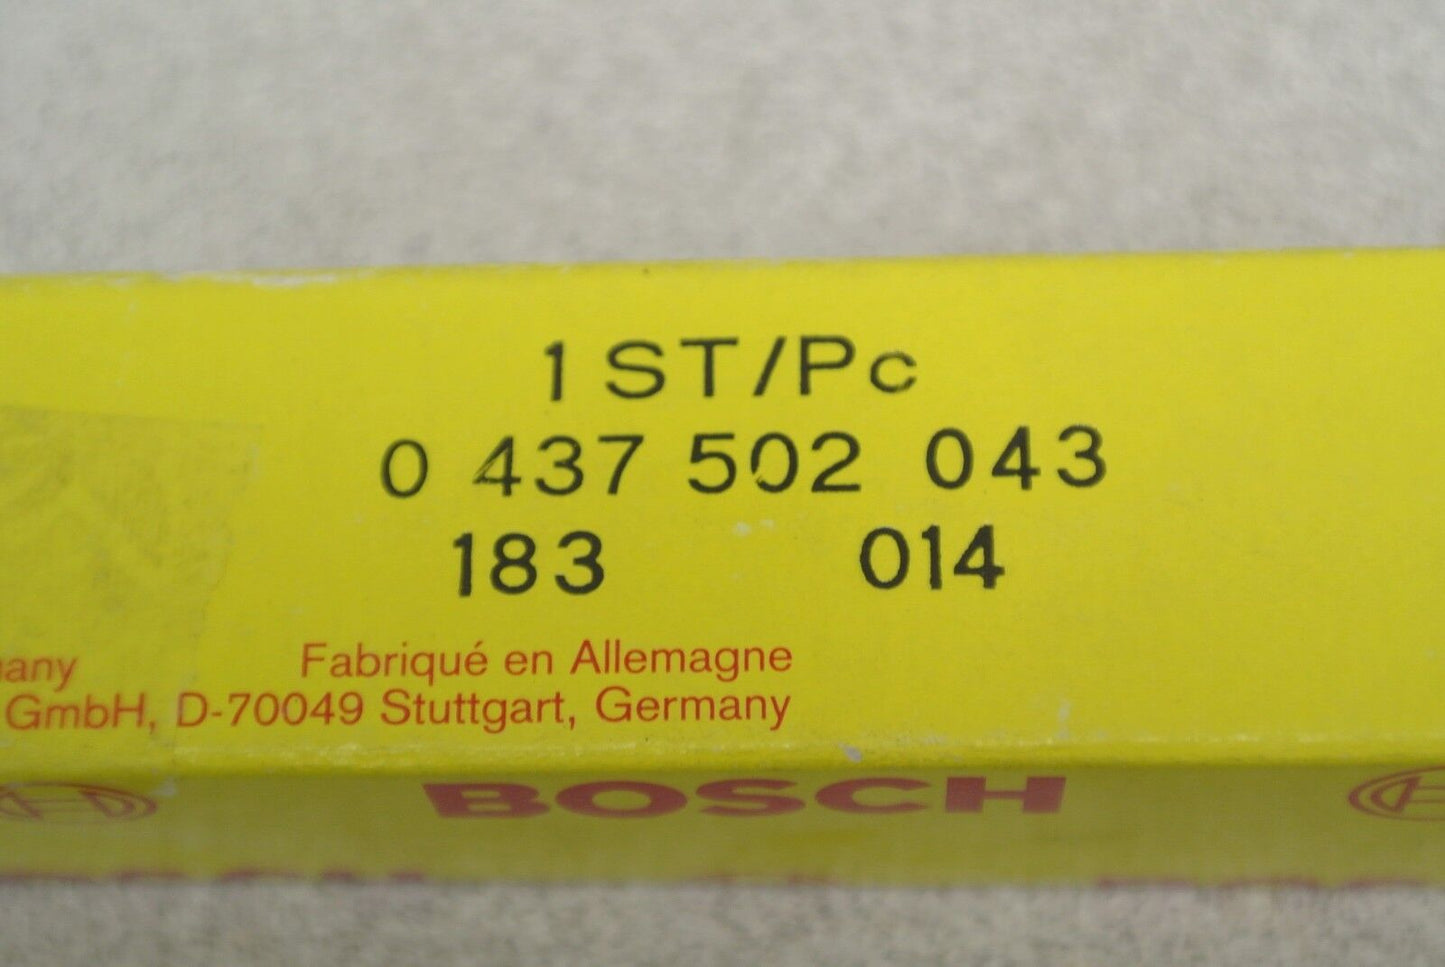 1 ST/Pc
0 437 502 043
183 014
Fabriqué en Allemagne
GmbH, D-70049 Stuttgart, Germany
BOSCH